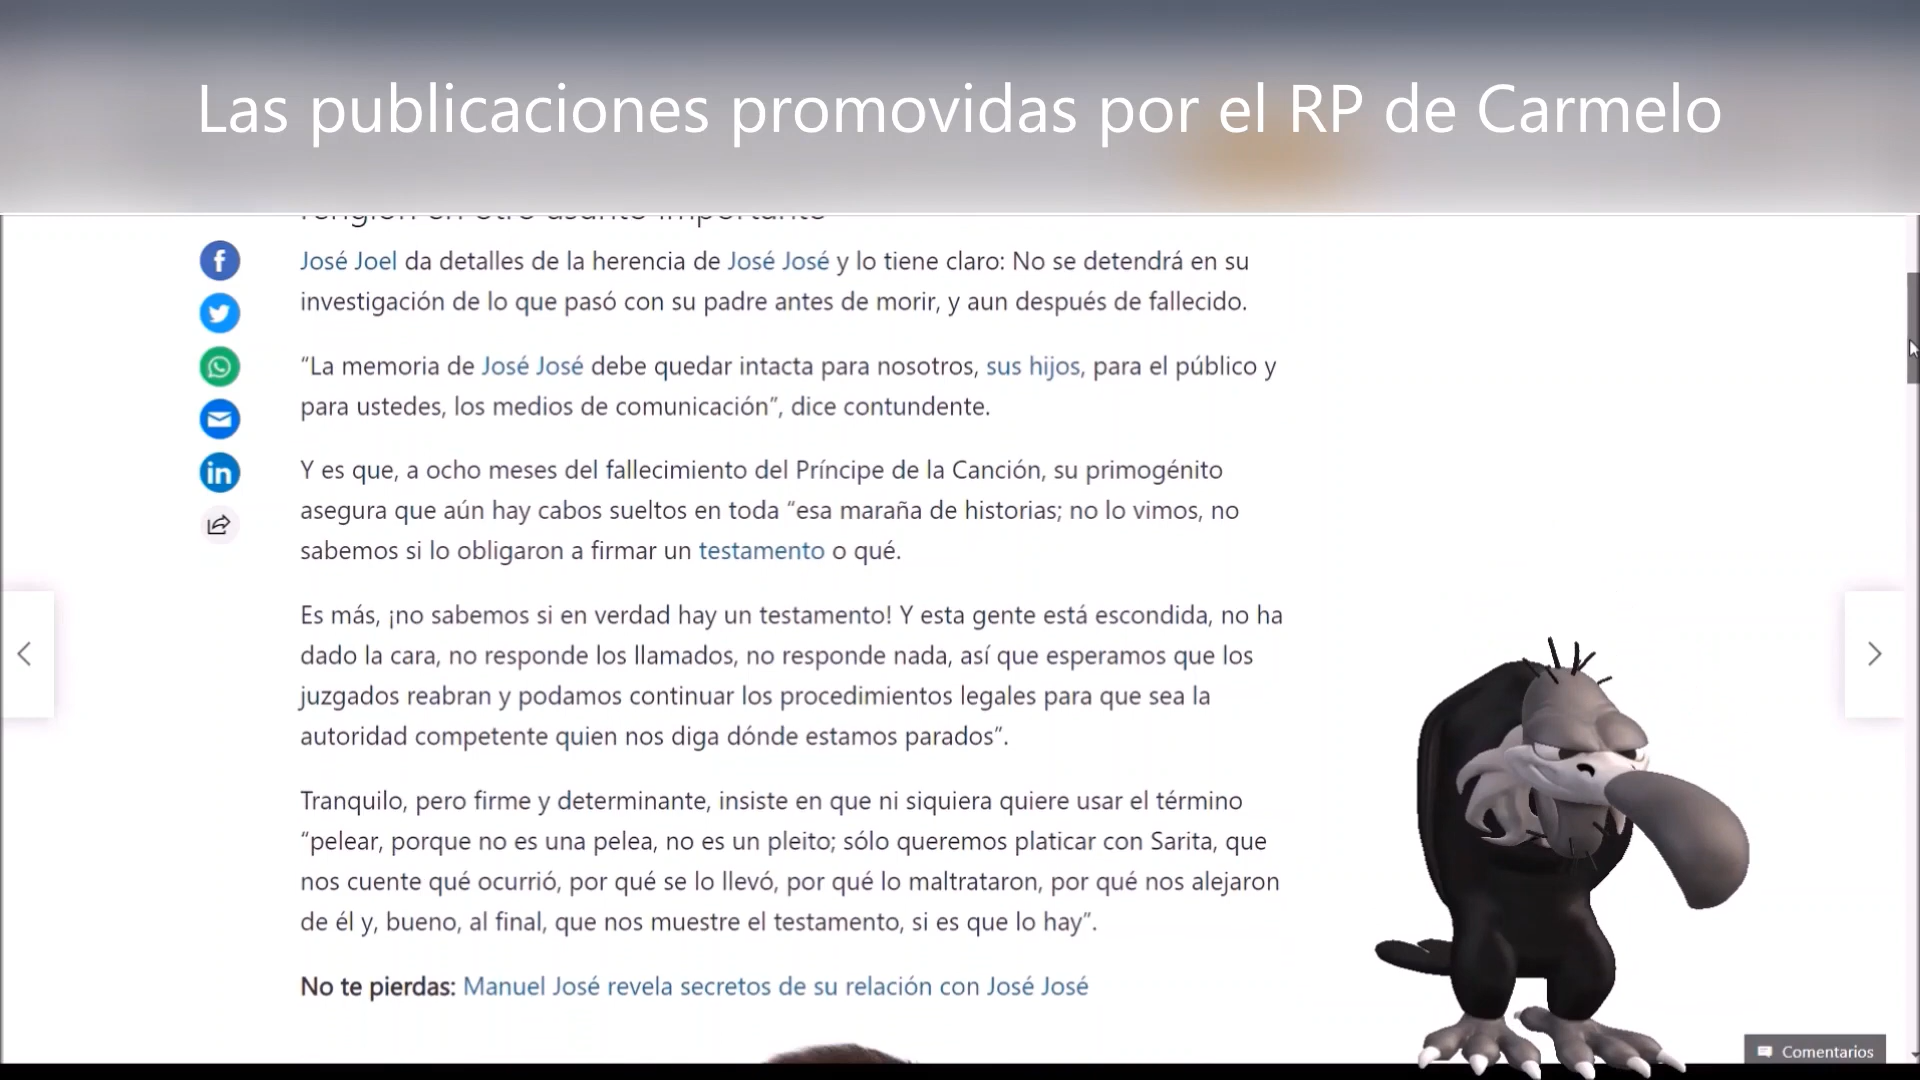 Las publicaciones promovidas por el RP de Carmelo
José Joel da detalles de la herencia de José José y lo tiene claro: No se detendrá en su
investigación de lo que pasó con su padre antes de morir, y aun después de fallecido.
“La memoria de José José debe quedar intacta para nosotros, sus hijos, para el público y
para ustedes, los medios de comunicación”, dice contundente.
Y es que, a ocho meses del fallecimiento del Príncipe de la Canción, su primogénito
asegura que aún hay cabos sueltos en toda “esa maraña de historias; no lo vimos, no
sabemos si lo obligaron a firmar un testamento o qué.
Es más, ¡no sabemos si en verdad hay un testamento! Y esta gente está escondida, no ha
dado la cara, no responde los llamados, no responde nada, así que esperamos que los
juzgados reabran y podamos continuar los procedimientos legales para que sea la
autoridad competente quien nos diga dónde estamos parados”.
Tranquilo, pero firme y determinante, insiste en que ni siquiera quiere usar el término
“pelear, porque no es una pelea, no es un pleito; sólo queremos platicar con Sarita, que
nos cuente qué ocurrió, por qué se lo llevó, por qué lo maltrataron, por qué nos alejaron
de él y, bueno, al final, que nos muestre el testamento, si es que lo hay”.
No te pierdas: Manuel José revela secretos de su relación con José José
Comentarios